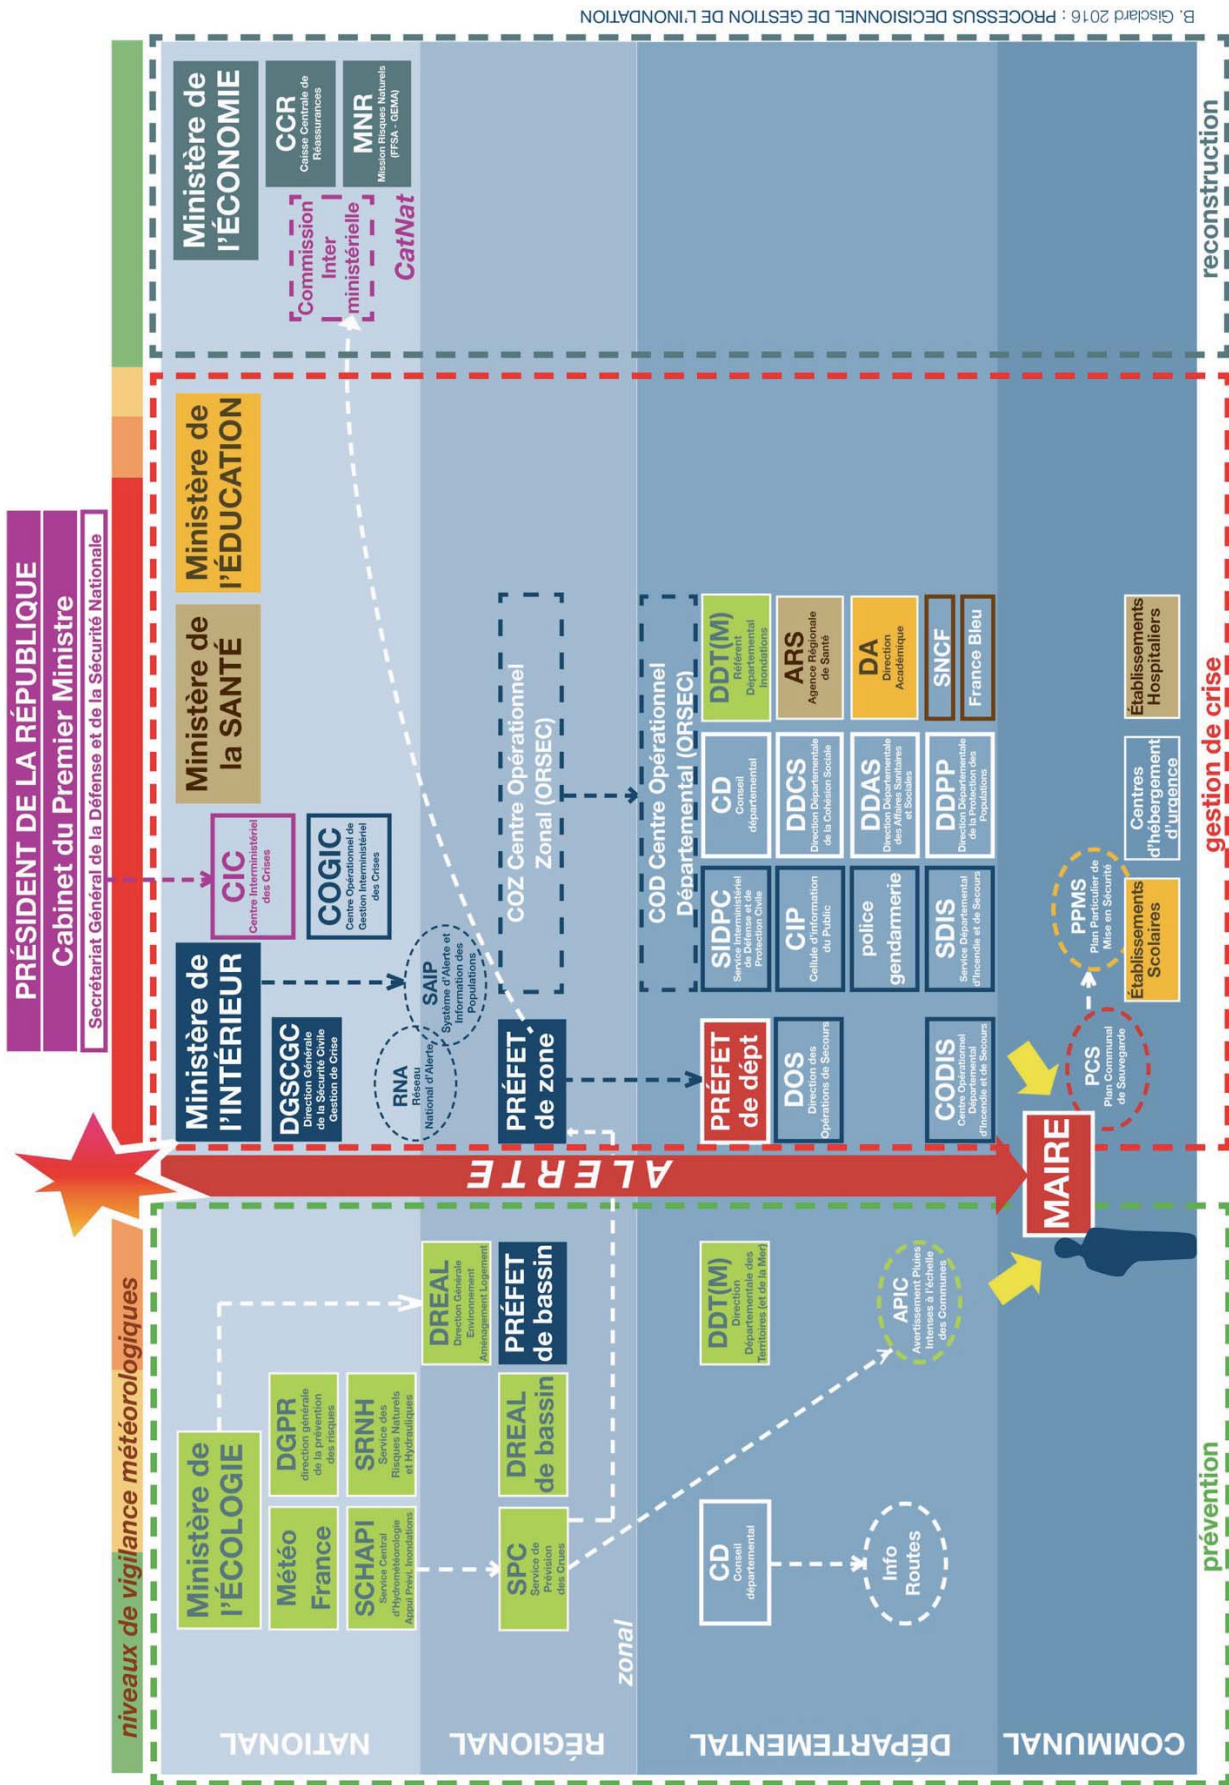 PRÉSIDENT DE LA RÉPUBLIQUE
Cabinet du Premier Ministre
Secrétariat Général de la Défense et de la Sécurité Nationale
niveaux de vigilance météorologiques
NATIONAL
RÉGIONAL
zonal
DÉPARTEMENTAL
COMMUNAL
Ministère de
l'ÉCOLOGIE
Météo
France
DGPR
direction générale
de la prévention
des risques
SCHAPI
Service Central
d'Hydrométéorologie
Appui Prévi. Inondations
SRNH
Service des
Risques Naturels
et Hydrauliques
DREAL
Direction Générale
Environnement
Aménagement Logement
SPC
Service de
Prévision
des Crues
DREAL
de bassin
PRÉFET
de bassin
CD
Conseil
départemental
DDT(M)
Direction
Départementale des
Territoires (et de la Mer)
Info
Routes
APIC
Avertissement Pluies
Intenses à l'échelle
des Communes
prévention
ALERTE
MAIRE
Ministère de
l'INTÉRIEUR
CIC
Centre Interministériel
des Crises
Ministère de
la SANTÉ
Ministère de
l'ÉDUCATION
DGSCGC
Direction Générale
de la Sécurité Civile
Gestion de Crise
COGIC
Centre Opérationnel de
Gestion Interministériel
des Crises
RNA
Réseau
National d'Alerte
SAIP
Système d'Alerte et
Information des
Populations
PRÉFET
de zone
COZ Centre Opérationnel
Zonal (ORSEC)
COD Centre Opérationnel
Départemental (ORSEC)
PRÉFET
de dépt
SIDPC
Service Interministériel
de Défense et de
Protection Civile
CD
Conseil
départemental
DDT(M)
Référent
Départemental
Inondations
DOS
Direction des
Opérations de Secours
CIP
Cellule d'information
du Public
DDCS
Direction Départementale
de la Cohésion Sociale
ARS
Agence Régionale
de Santé
police
gendarmerie
DDAS
Direction Départementale
des Affaires Sanitaires
et Sociales
DA
Direction
Académique
CODIS
Centre Opérationnel
Départemental
d'Incendie et de Secours
SDIS
Service Départemental
d'Incendie et de Secours
DDPP
Direction Départementale
de la Protection des
Populations
SNCF
France Bleu
PCS
Plan Communal
de Sauvegarde
PPMS
Plan Particulier de
Mise en Sécurité
Établissements
Scolaires
Centres
d'hébergement
d'urgence
Établissements
Hospitaliers
gestion de crise
Ministère de
l'ÉCONOMIE
Commission
Inter
ministérielle
CatNat
CCR
Caisse Centrale de
Réassurances
MNR
Mission Risques Naturels
(FFSA - GEMA)
reconstruction
B. Gisclard 2016 : PROCESSUS DECISIONNEL DE GESTION DE L'INONDATION